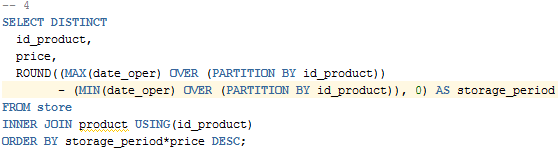 -- 4
SELECT DISTINCT
id_product,
price,
ROUND((MAX(date_oper) OVER (PARTITION BY id_product))
- (MIN(date_oper) OVER (PARTITION BY id_product)), 0) AS storage_period
FROM store
INNER JOIN product USING(id_product)
ORDER BY storage_period*price DESC;